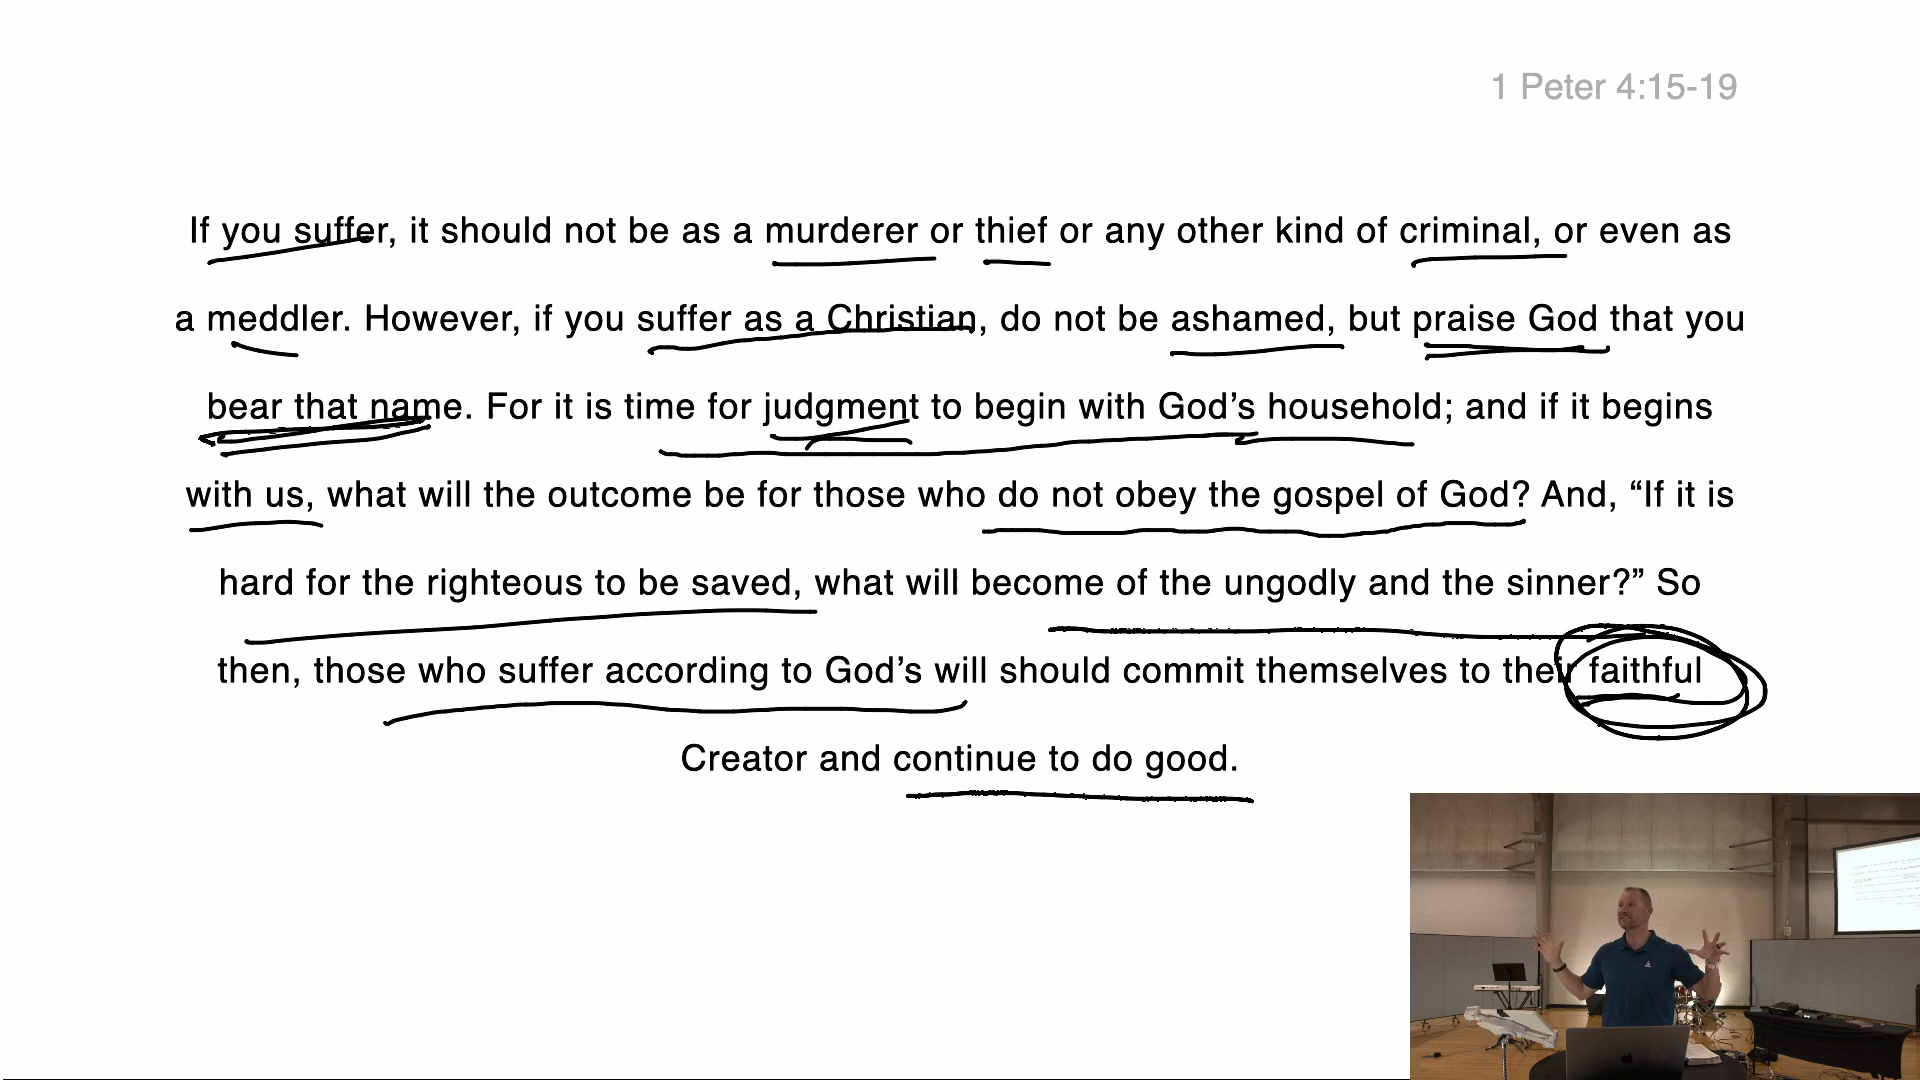 1 Peter 4:15-19
If you suffer, it should not be as a murderer or thief or any other kind of criminal, or even as
a meddler. However, if you suffer as a Christian, do not be ashamed, but praise God that you
bear that name. For it is time for judgment to begin with God’s household; and if it begins
with us, what will the outcome be for those who do not obey the gospel of God? And, “If it is
hard for the righteous to be saved, what will become of the ungodly and the sinner?” So
then, those who suffer according to God’s will should commit themselves to their faithful
Creator and continue to do good.